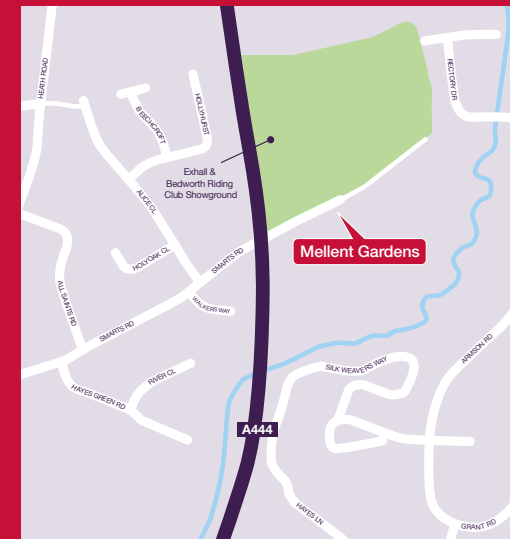 HEATH ROAD
BEECHCROFT
HOLLYHURST
RECTORY DR
Exhall &
Bedworth Riding
Club Showground
ALICE CL
Mellent Gardens
HOLYOAK CL
SMARTS RD
ALL SAINTS RD
WALKERS WAY
SMARTS RD
SILK WEAVERS WAY
ARMSON RD
RIVER CL
HAYES GREEN RD
A444
HAYES LN
GRANT RD